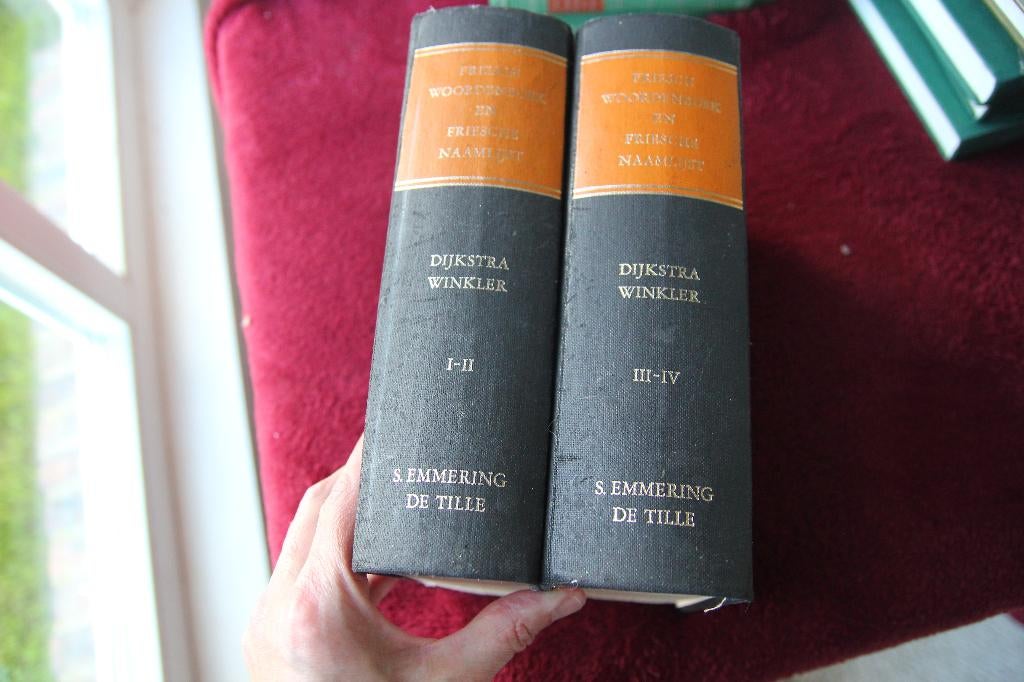 FRIESCH
WOORDENBOEK
EN
FRIESCHE
NAAMLIJST
DIJKSTRA
WINKLER
I-II
S. EMMERING
DE TILLE
FRIESCH
WOORDENBOEK
EN
FRIESCHE
NAAMLIJST
DIJKSTRA
WINKLER
III-IV
S. EMMERING
DE TILLE